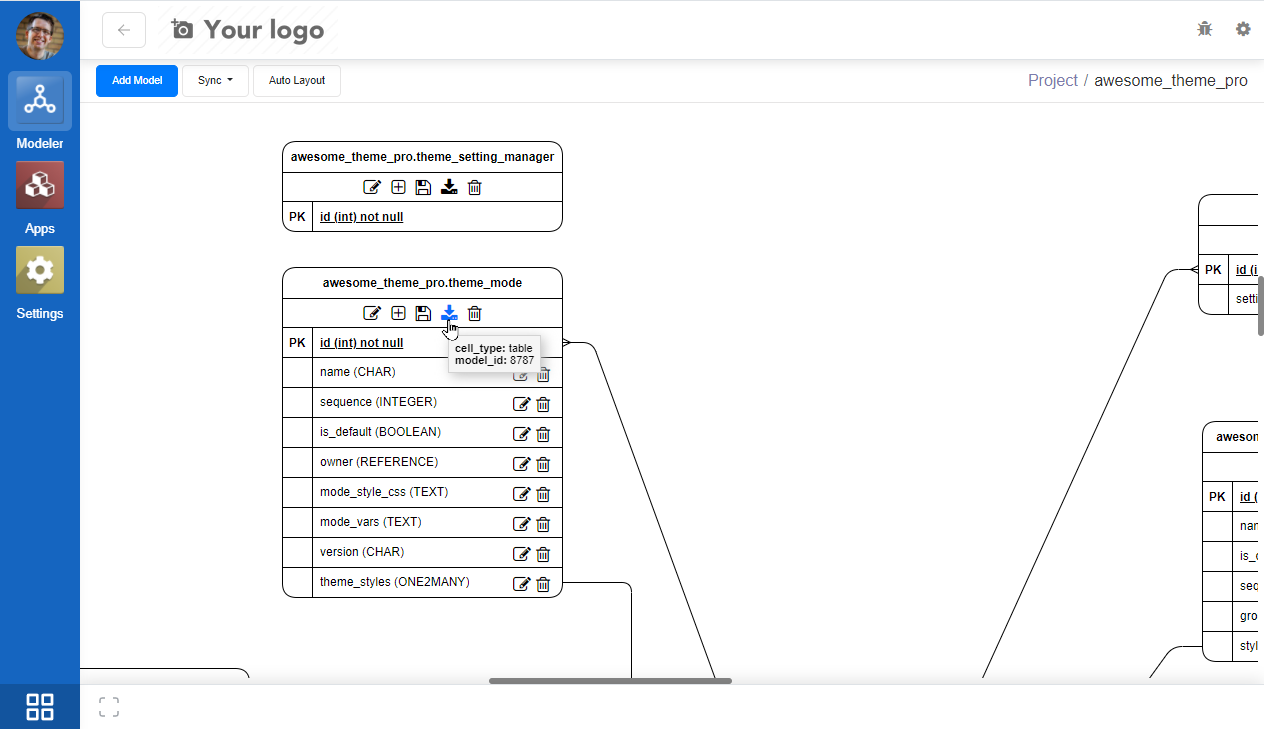 Your logo
Add Model
Sync
Auto Layout
Project / awesome_theme_pro
Modeler
Apps
Settings
awesome_theme_pro.theme_setting_manager
PK
id (int) not null
awesome_theme_pro.theme_mode
PK
id (int) not null
cell_type: table
model_id: 8787
name (CHAR)
sequence (INTEGER)
is_default (BOOLEAN)
owner (REFERENCE)
mode_style_css (TEXT)
mode_vars (TEXT)
version (CHAR)
theme_styles (ONE2MANY)
PK
id (i
setti
aweson
PK
id (
nar
is_c
seq
gro
styl